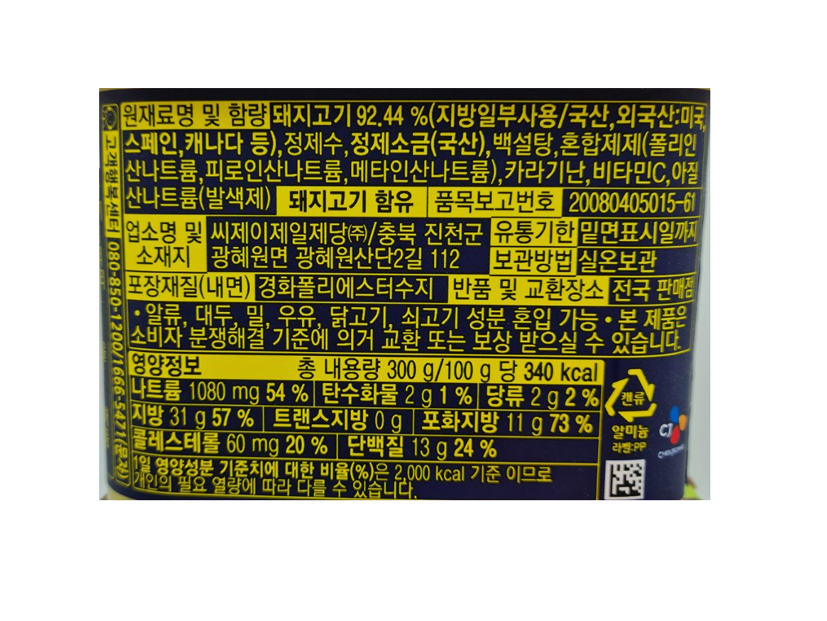 원재료명 및 함량 돼지고기 92.44 %(지방일부사용/국산,외국산:미국,
스페인,캐나다 등),정제수,정제소금(국산),백설탕,혼합제제(폴리인
산나트륨,피로인산나트륨,메타인산나트륨),카라기난,비타민C,아질
산나트륨(발색제) 돼지고기 함유 품목보고번호 20080405015-61
업소명 및 소재지 씨제이제일제당㈜/충북 진천군 광혜원면 광혜원산단2길 112
유통기한 밑면표시일까지
보관방법 실온보관
포장재질(내면) 경화폴리에스터수지 반품 및 교환장소 전국 판매점
• 알류, 대두, 밀, 우유, 닭고기, 쇠고기 성분 혼입 가능 • 본 제품은
소비자 분쟁해결 기준에 의거 교환 또는 보상 받으실 수 있습니다.
영양정보 총 내용량 300 g/100 g 당 340 kcal
나트륨 1080 mg 54 % 탄수화물 2 g 1 % 당류 2 g 2 %
지방 31 g 57 % 트랜스지방 0 g 포화지방 11 g 73 %
콜레스테롤 60 mg 20 % 단백질 13 g 24 %
1일 영양성분 기준치에 대한 비율(%)은 2,000 kcal 기준 이므로
개인의 필요 열량에 따라 다를 수 있습니다.
캔류
알미늄
라벨:PP
CJ
고객행복센터 080-850-1200/1666-5471(유료)